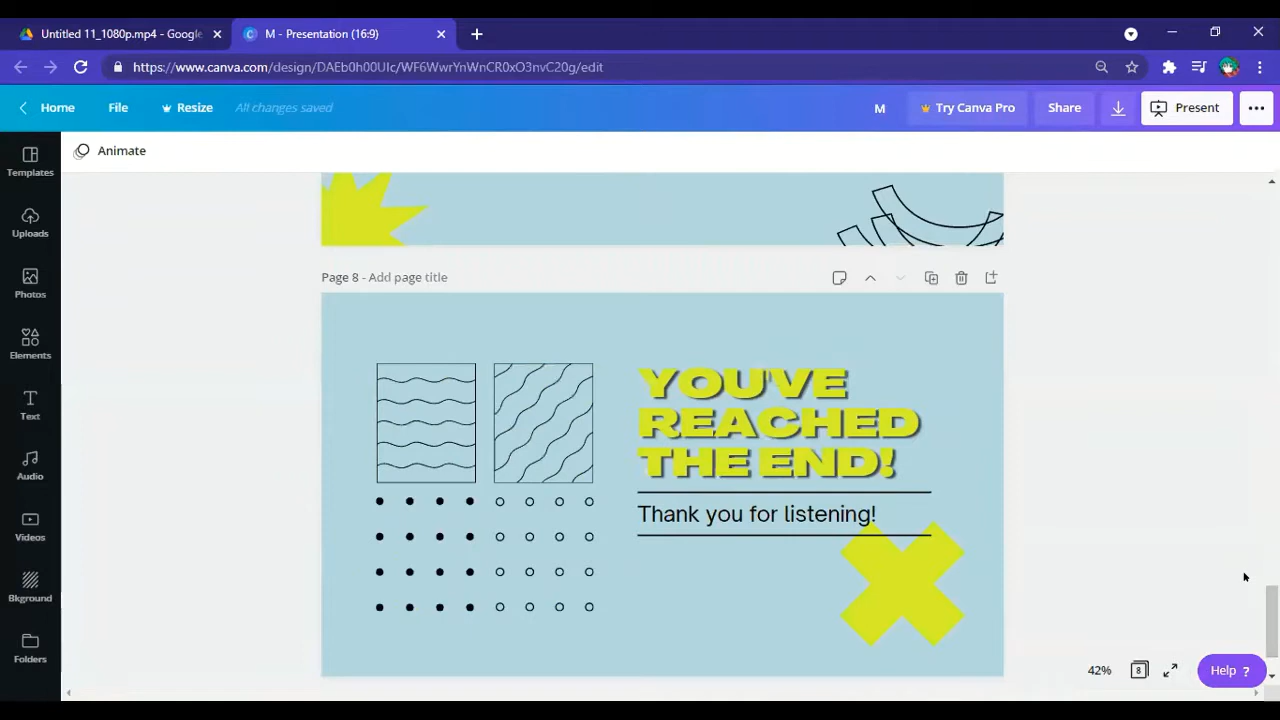 Untitled 11_1080p.mp4 - Google
M - Presentation (16:9)
https://www.canva.com/design/DAEb0h00UIc/WF6WwrYnWnCR0xO3nvC20g/edit
Home
File
Resize
All changes saved
M
Try Canva Pro
Share
Present
Animate
Templates
Uploads
Photos
Elements
Text
Audio
Videos
Bkground
Folders
Page 8 - Add page title
YOU'VE
REACHED
THE END!
Thank you for listening!
42%
8
Help ?